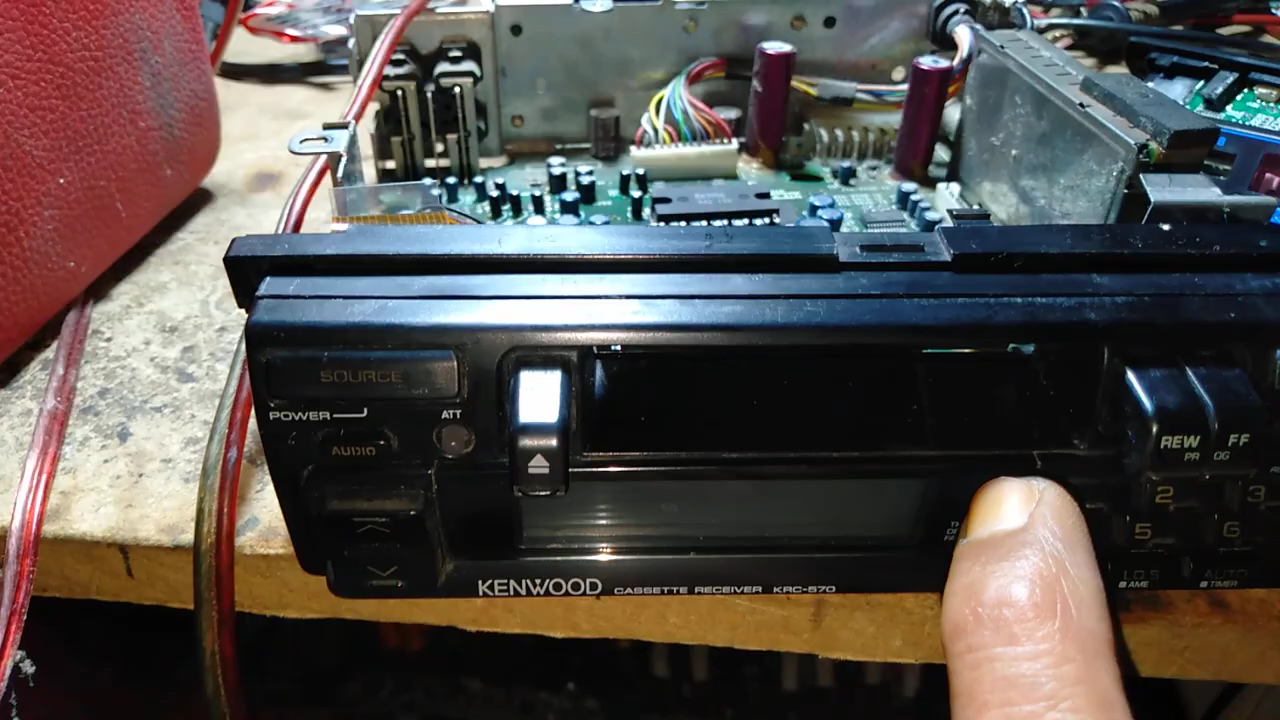 SOURCE
POWER
ATT
AUDIO
REW FF
PR OG
2 3
5 6
AUTO
AME TIMER
KENWOOD CASSETTE RECEIVER KRC-570